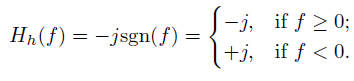 H_h(f) = −jsgn(f) = { −j, if f ≥ 0;
+j, if f < 0.